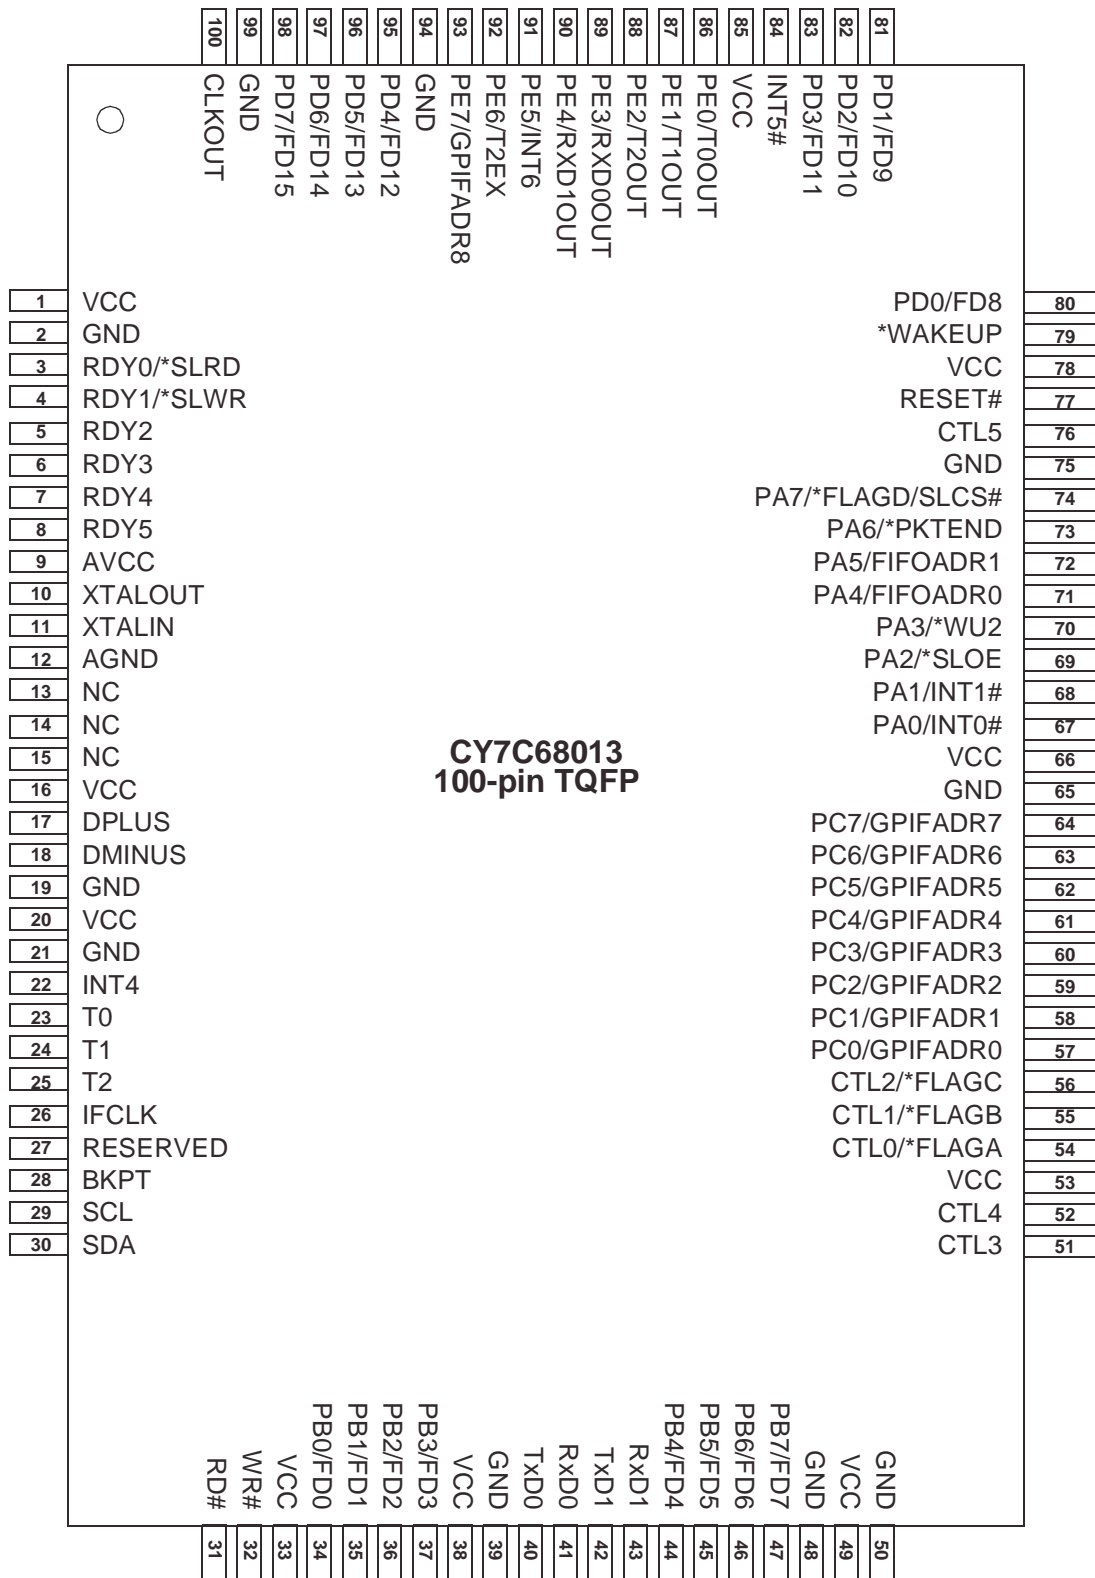 100 99 98 97 96 95 94 93 92 91 90 89 88 87 86 85 84 83 82 81
CLKOUT
GND
PD7/FD15
PD6/FD14
PD5/FD13
PD4/FD12
GND
PE7/GPIFADR8
PE6/T2EX
PE5/INT6
PE4/RXD1OUT
PE3/RXD0OUT
PE2/T2OUT
PE1/T1OUT
PE0/T0OUT
VCC
INT5#
PD3/FD11
PD2/FD10
PD1/FD9
1 VCC
2 GND
3 RDY0/*SLRD
4 RDY1/*SLWR
5 RDY2
6 RDY3
7 RDY4
8 RDY5
9 AVCC
10 XTALOUT
11 XTALIN
12 AGND
13 NC
14 NC
15 NC
16 VCC
17 DPLUS
18 DMINUS
19 GND
20 VCC
21 GND
22 INT4
23 T0
24 T1
25 T2
26 IFCLK
27 RESERVED
28 BKPT
29 SCL
30 SDA
CY7C68013
100-pin TQFP
PD0/FD8 80
*WAKEUP 79
VCC 78
RESET# 77
CTL5 76
GND 75
PA7/*FLAGD/SLCS# 74
PA6/*PKTEND 73
PA5/FIFOADR1 72
PA4/FIFOADR0 71
PA3/*WU2 70
PA2/*SLOE 69
PA1/INT1# 68
PA0/INT0# 67
VCC 66
GND 65
PC7/GPIFADR7 64
PC6/GPIFADR6 63
PC5/GPIFADR5 62
PC4/GPIFADR4 61
PC3/GPIFADR3 60
PC2/GPIFADR2 59
PC1/GPIFADR1 58
PC0/GPIFADR0 57
CTL2/*FLAGC 56
CTL1/*FLAGB 55
CTL0/*FLAGA 54
VCC 53
CTL4 52
CTL3 51
RD#
WR#
VCC
PB0/FD0
PB1/FD1
PB2/FD2
PB3/FD3
VCC
GND
TxD0
RxD0
TxD1
RxD1
PB4/FD4
PB5/FD5
PB6/FD6
PB7/FD7
GND
VCC
GND
31 32 33 34 35 36 37 38 39 40 41 42 43 44 45 46 47 48 49 50